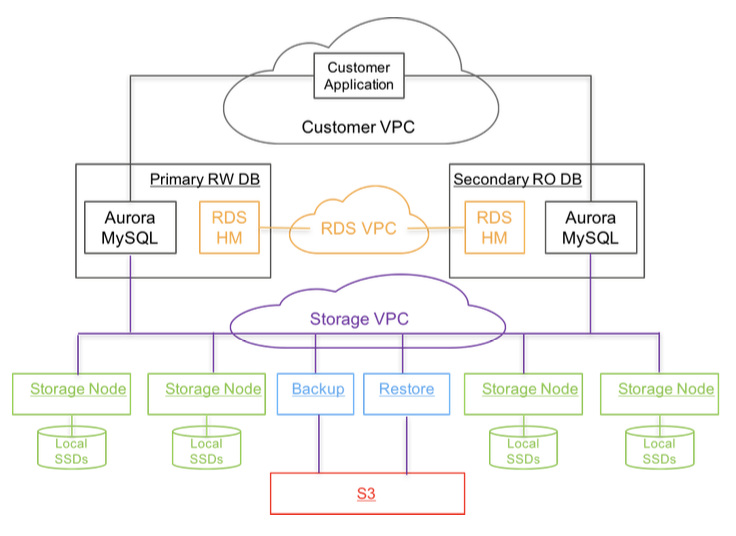 Customer
Application
Customer VPC
Primary RW DB
Secondary RO DB
Aurora
MySQL
RDS
HM
RDS VPC
RDS
HM
Aurora
MySQL
Storage VPC
Storage Node
Storage Node
Backup
Restore
Storage Node
Storage Node
Local
SSDs
Local
SSDs
Local
SSDs
Local
SSDs
S3